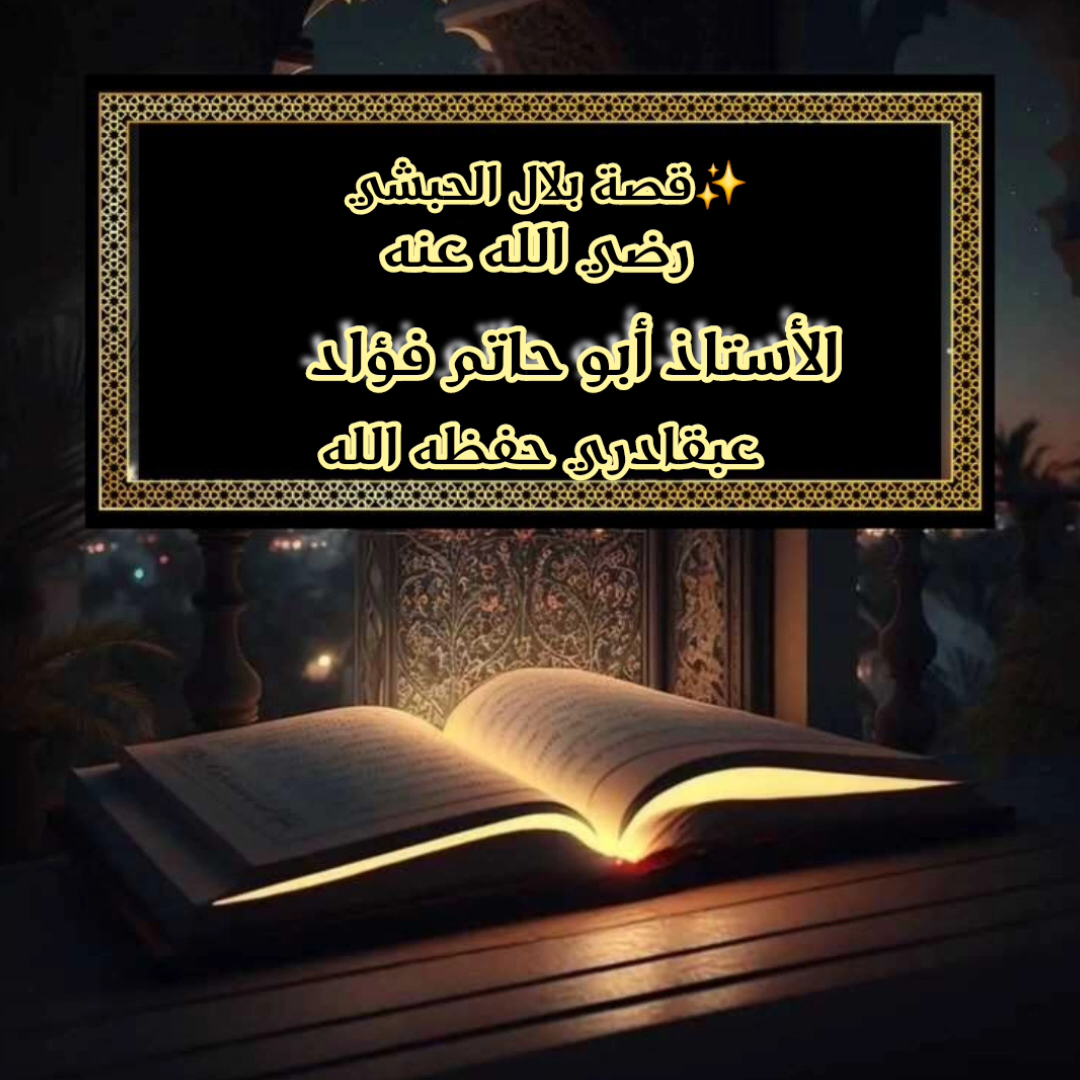 ✨قصة بلال الحبشي
رضي الله عنه
الأستاذ أبو حاتم فؤاد
عبقادري حفظه الله